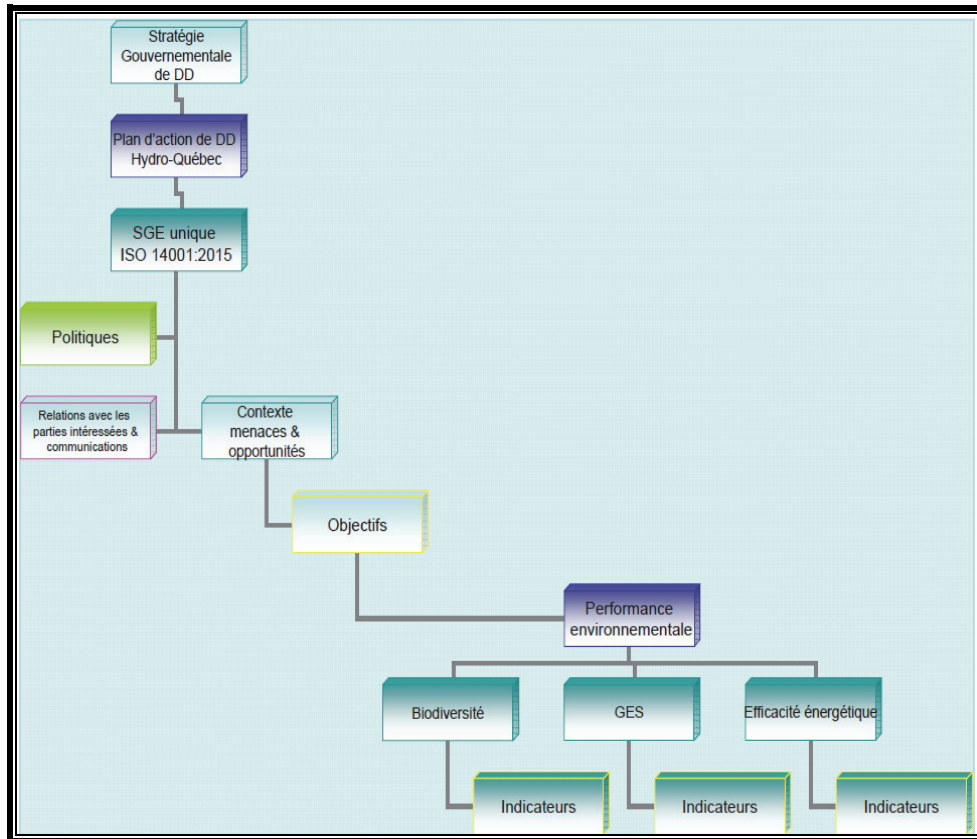 Stratégie
Gouvernementale
de DD
Plan d'action de DD
Hydro-Québec
SGE unique
ISO 14001:2015
Politiques
Relations avec les
parties intéressées &
communications
Contexte
menaces &
opportunités
Objectifs
Performance
environnementale
Biodiversité
GES
Efficacité énergétique
Indicateurs
Indicateurs
Indicateurs